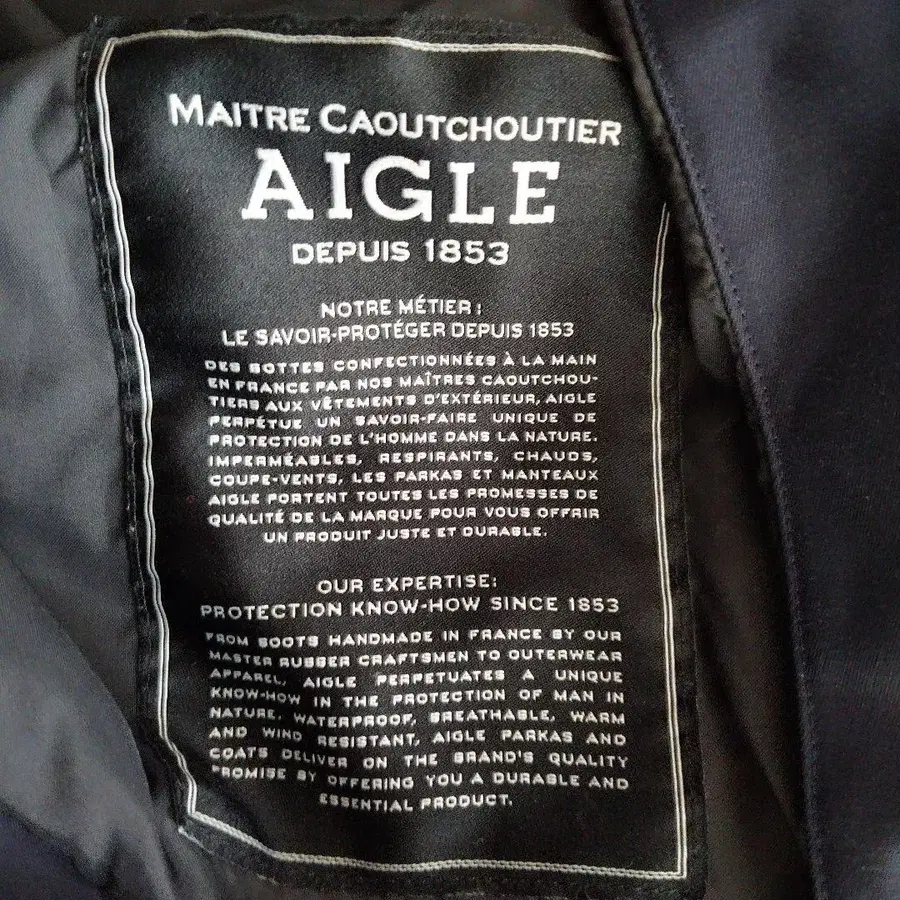 MAITRE CAOUTCHOUTIER
AIGLE
DEPUIS 1853
NOTRE MÉTIER :
LE SAVOIR-PROTÉGER DEPUIS 1853
DES BOTTES CONFECTIONNÉES À LA MAIN
EN FRANCE PAR NOS MAÎTRES CAOUTCHOU-
TIERS AUX VÊTEMENTS D'EXTÉRIEUR, AIGLE
PERPÉTUE UN SAVOIR-FAIRE UNIQUE DE
PROTECTION DE L'HOMME DANS LA NATURE.
IMPERMÉABLES, RESPIRANTS, CHAUDS,
COUPE-VENTS, LES PARKAS ET MANTEAUX
AIGLE PORTENT TOUTES LES PROMESSES DE
QUALITÉ DE LA MARQUE POUR VOUS OFFRIR
UN PRODUIT JUSTE ET DURABLE.
OUR EXPERTISE:
PROTECTION KNOW-HOW SINCE 1853
FROM BOOTS HANDMADE IN FRANCE BY OUR
MASTER RUBBER CRAFTSMEN TO OUTERWEAR
APPAREL, AIGLE PERPETUATES A UNIQUE
KNOW-HOW IN THE PROTECTION OF MAN IN
NATURE. WATERPROOF, BREATHABLE, WARM
AND WIND RESISTANT, AIGLE PARKAS AND
COATS DELIVER ON THE BRAND'S QUALITY
PROMISE BY OFFERING YOU A DURABLE AND
ESSENTIAL PRODUCT.